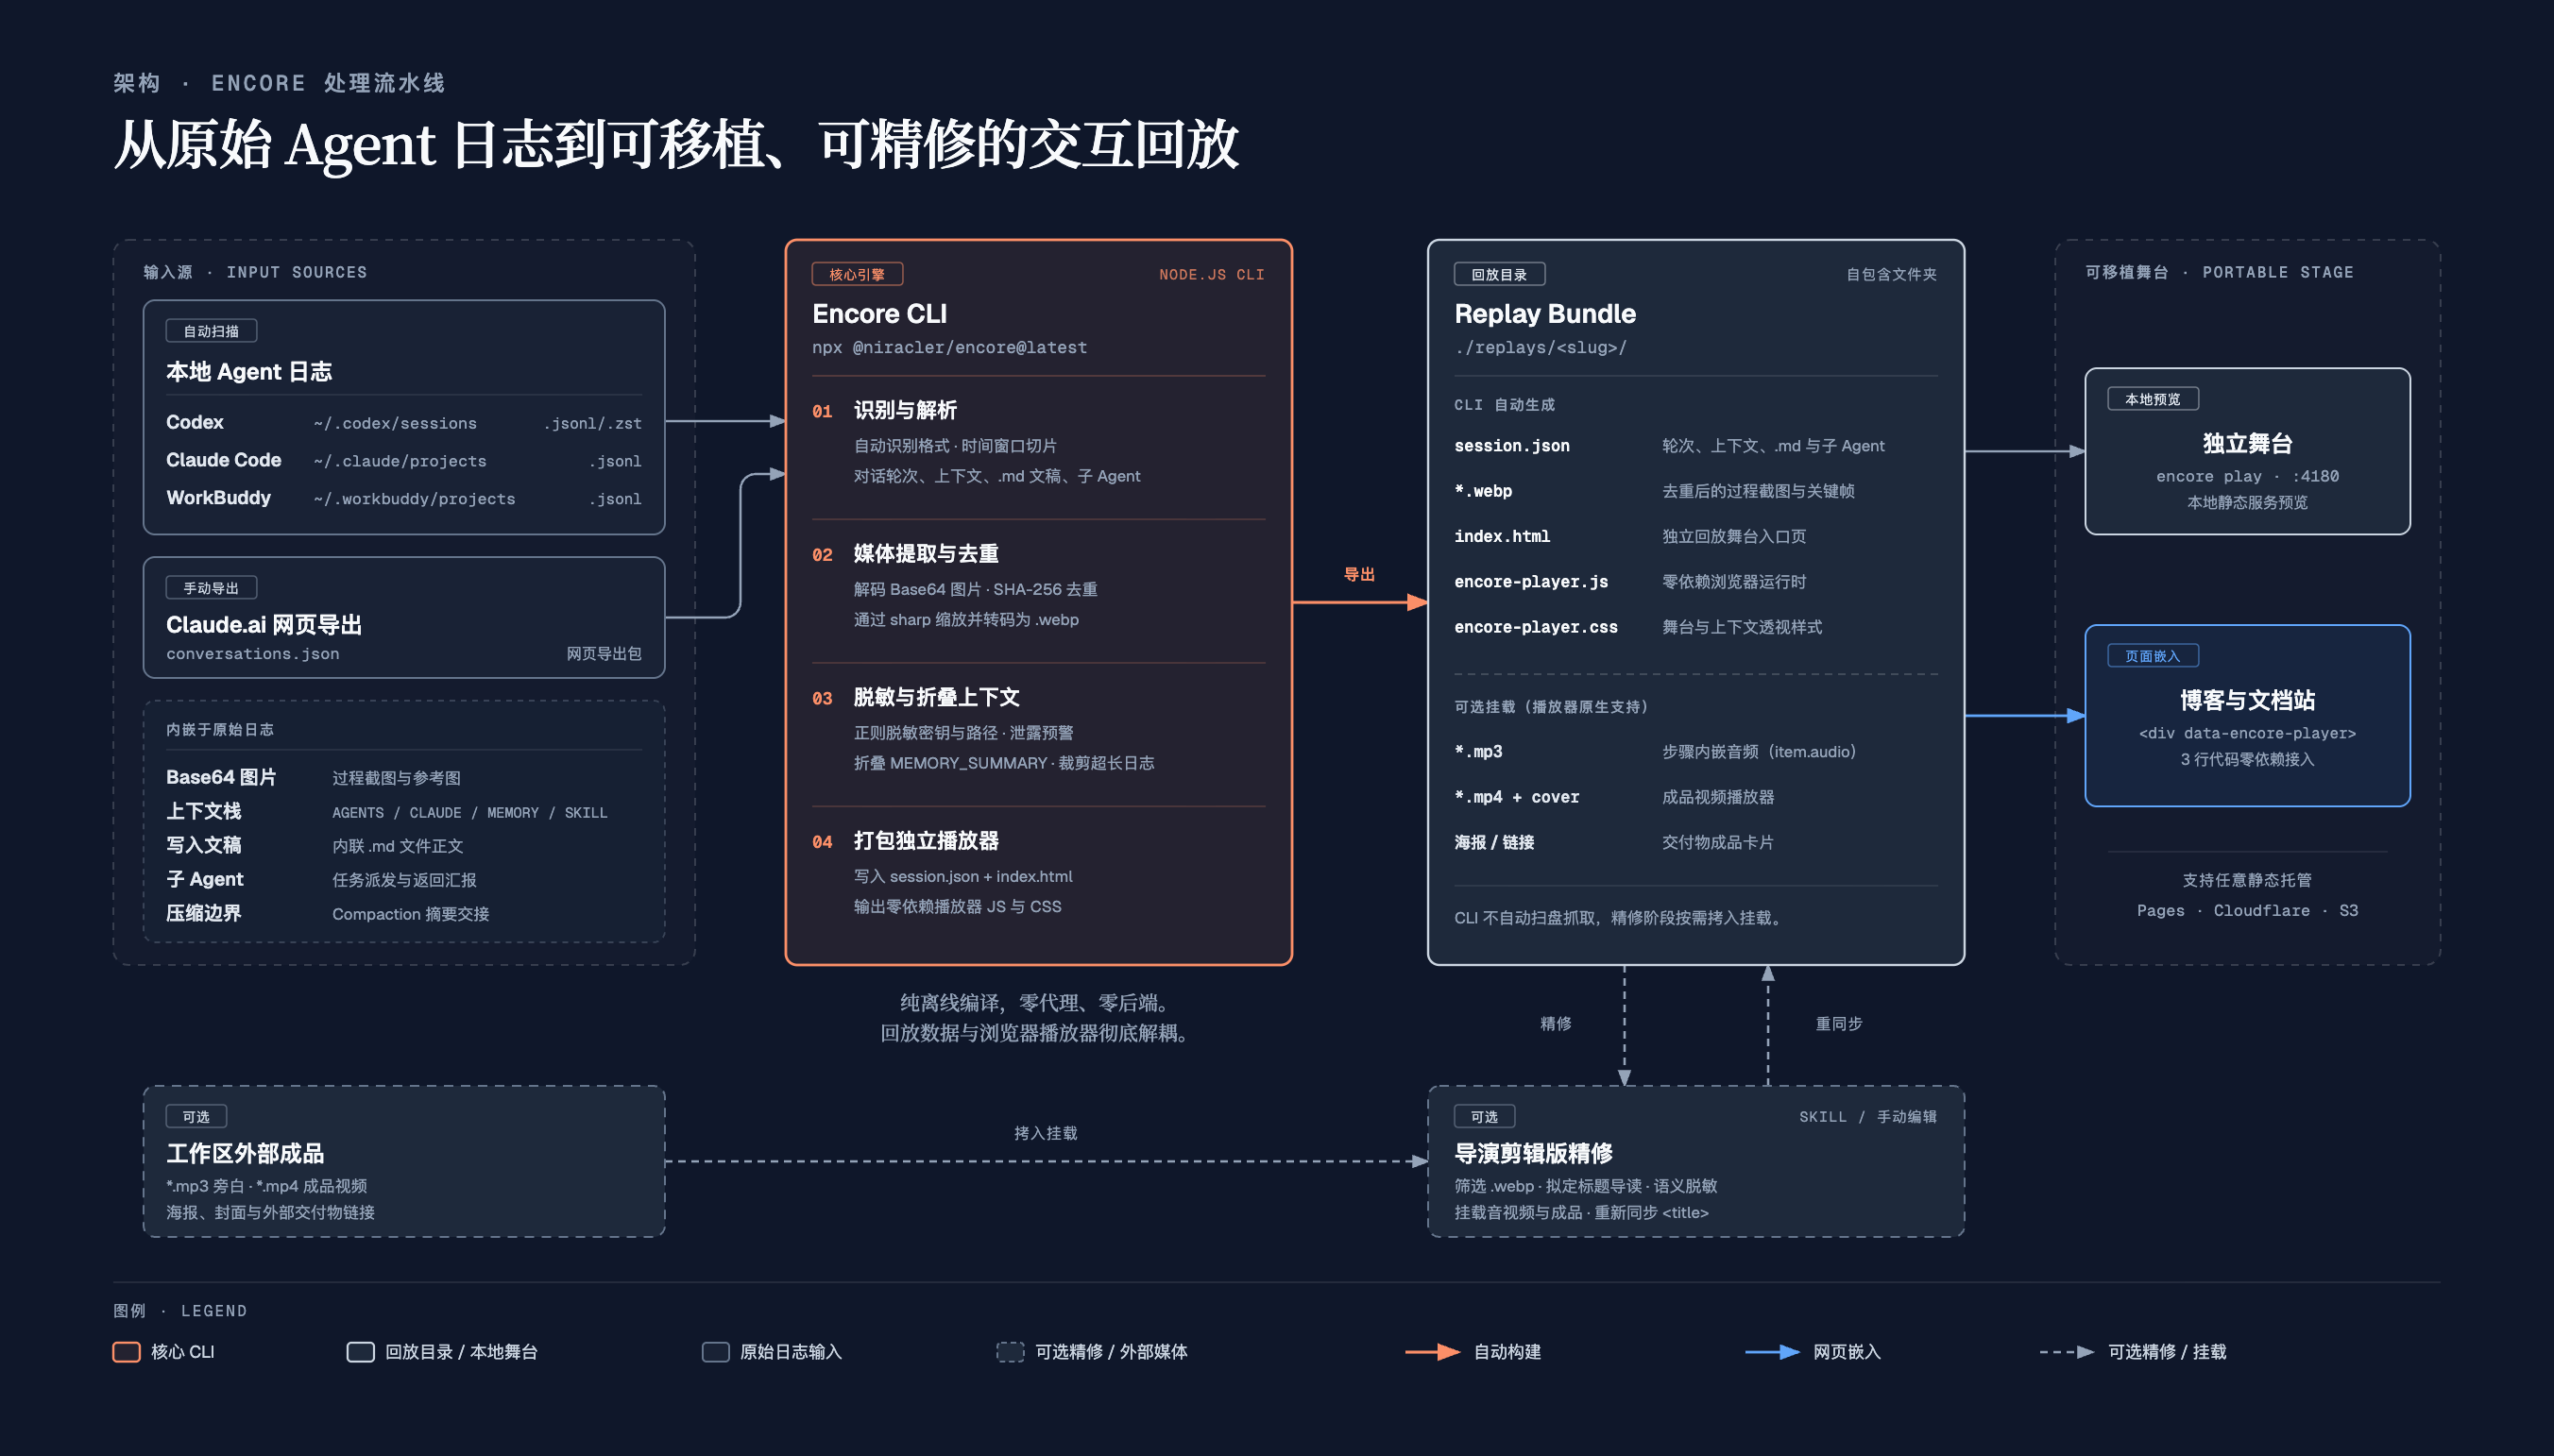 架构 · ENCORE 处理流水线
从原始 Agent 日志到可移植、可精修的交互回放
输入源 · INPUT SOURCES
自动扫描
本地 Agent 日志
Codex ~/.codex/sessions .jsonl/.zst
Claude Code ~/.claude/projects .jsonl
WorkBuddy ~/.workbuddy/projects .jsonl
手动导出
Claude.ai 网页导出
conversations.json 网页导出包
内嵌于原始日志
Base64 图片 过程截图与参考图
上下文栈 AGENTS / CLAUDE / MEMORY / SKILL
写入文稿 内联 .md 文件正文
子 Agent 任务派发与返回汇报
压缩边界 Compaction 摘要交接
核心引擎 NODE.JS CLI
Encore CLI
npx @niracler/encore@latest
01 识别与解析
自动识别格式 · 时间窗口切片
对话轮次、上下文、.md 文稿、子 Agent
02 媒体提取与去重
解码 Base64 图片 · SHA-256 去重
通过 sharp 缩放并转码为 .webp
03 脱敏与折叠上下文
正则脱敏密钥与路径 · 泄露预警
折叠 MEMORY_SUMMARY · 裁剪超长日志
04 打包独立播放器
写入 session.json + index.html
输出零依赖播放器 JS 与 CSS
纯离线编译，零代理、零后端。
回放数据与浏览器播放器彻底解耦。
导出
回放目录 自包含文件夹
Replay Bundle
./replays/<slug>/
CLI 自动生成
session.json 轮次、上下文、.md 与子 Agent
*.webp 去重后的过程截图与关键帧
index.html 独立回放舞台入口页
encore-player.js 零依赖浏览器运行时
encore-player.css 舞台与上下文透视样式
可选挂载（播放器原生支持）
*.mp3 步骤内嵌音频（item.audio）
*.mp4 + cover 成品视频播放器
海报 / 链接 交付物成品卡片
CLI 不自动扫盘抓取，精修阶段按需拷入挂载。
可移植舞台 · PORTABLE STAGE
本地预览
独立舞台
encore play · :4180
本地静态服务预览
页面嵌入
博客与文档站
<div data-encore-player>
3 行代码零依赖接入
支持任意静态托管
Pages · Cloudflare · S3
精修 重同步
可选
工作区外部成品
*.mp3 旁白 · *.mp4 成品视频
海报、封面与外部交付物链接
拷入挂载
可选 SKILL / 手动编辑
导演剪辑版精修
筛选 .webp · 拟定标题导读 · 语义脱敏
挂载音视频与成品 · 重新同步 <title>
图例 · LEGEND
核心 CLI 回放目录 / 本地舞台 原始日志输入 可选精修 / 外部媒体 自动构建 网页嵌入 可选精修 / 挂载